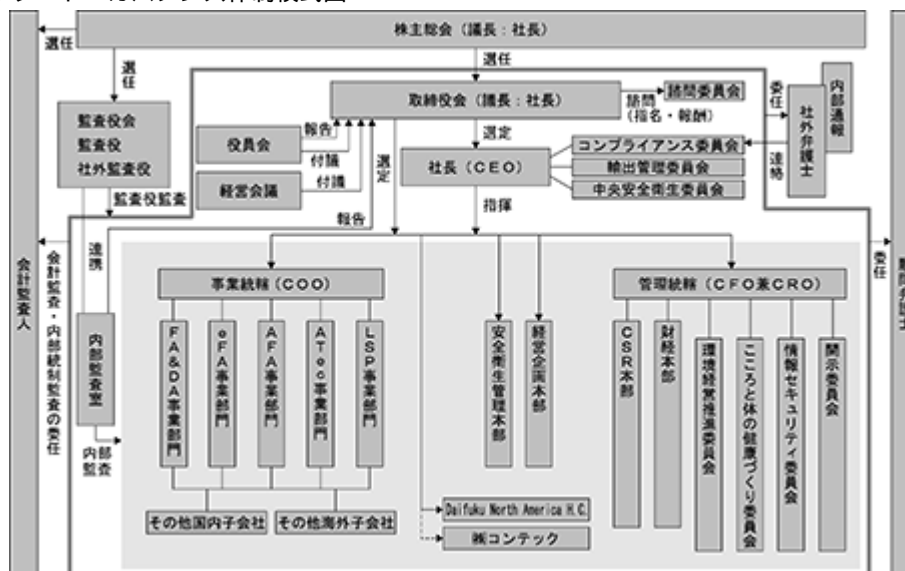 株主総会（議長：社長）
選任
選任
選任
監査役会
監査役
社外監査役
監査役監査
取締役会（議長：社長）
諮問
（指名・報酬）
諮問委員会
役員会
報告
付議
経営会議
付議
報告
選定
選定
社長（CEO）
コンプライアンス委員会
輸出管理委員会
中央安全衛生委員会
委任
連絡
社外弁護士
内部通報
指揮
会計監査人
会計監査・内部統制監査の委任
連携
内部監査室
内部
監査
委任
顧問弁護士
事業統轄（COO）
FA&DA事業部門
eFA事業部門
AFA事業部門
ATec事業部門
LSP事業部門
その他国内子会社
その他海外子会社
安全衛生管理本部
経営企画本部
Daifuku North America H.C.
㈱コンテック
管理統轄（CFO兼CRO）
CSR本部
財経本部
環境経営推進委員会
こころと体の健康づくり委員会
情報セキュリティ委員会
開示委員会